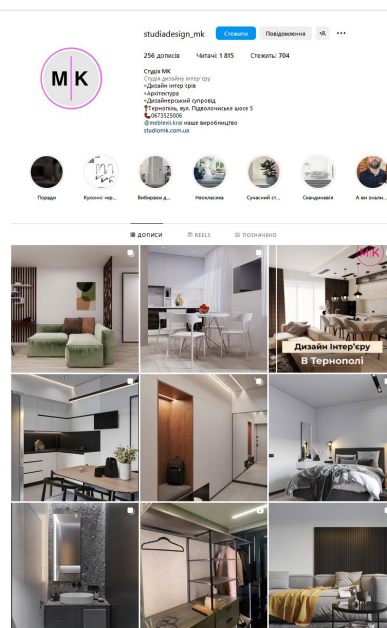 studiadesign_mk Стежити Повідомлення
256 дописів Читачі: 1 815 Стежить: 704
Студія МК
Студія дизайну інтер'єру
▫Дизайн інтер'єрів
▫Архітектура
▫Дизайнерський супровід
📍Тернопіль, вул. Підволочиське шосе 5
📞0673525006
@meblevii.krai наше виробництво
studiomk.com.ua
M K
Поради Кухонні чер... Вибираєм д... Неокласика Сучасний ст... Скандинавія А ви знали...
ДОПИСИ REELS ПОЗНАЧЕНО
M K
Дизайн Інтер'єру
В Тернополі